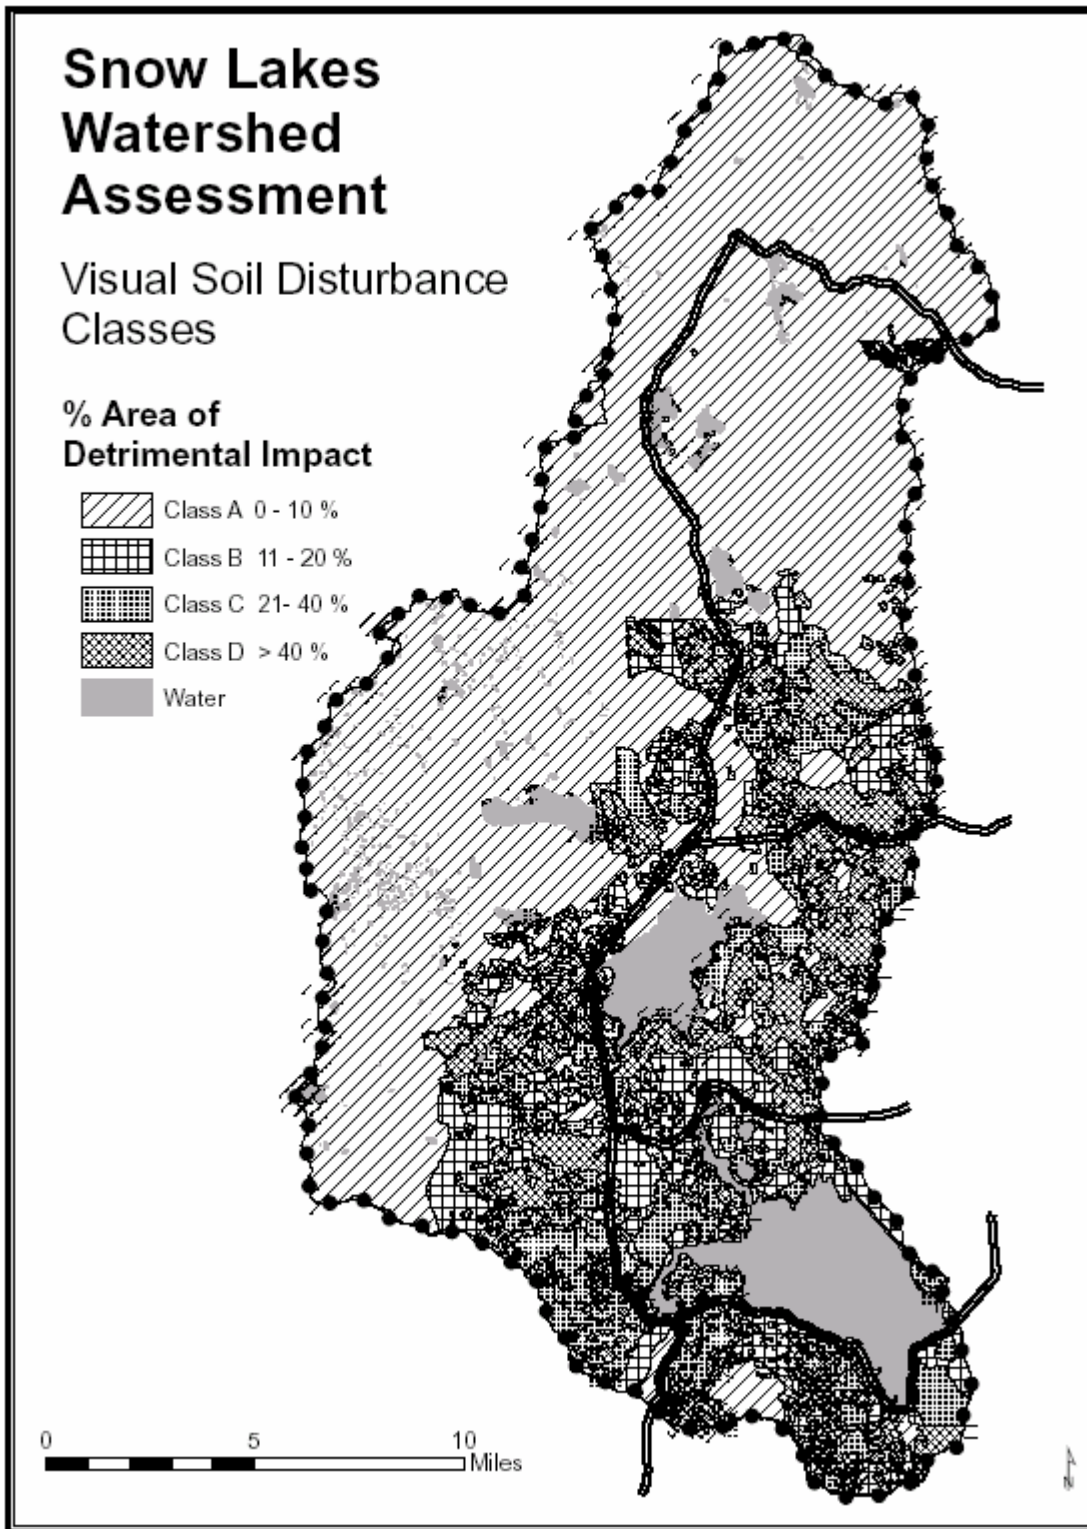 Snow Lakes
Watershed
Assessment
Visual Soil Disturbance
Classes
% Area of
Detrimental Impact
Class A 0 - 10 %
Class B 11 - 20 %
Class C 21- 40 %
Class D > 40 %
Water
0 5 10
Miles
N